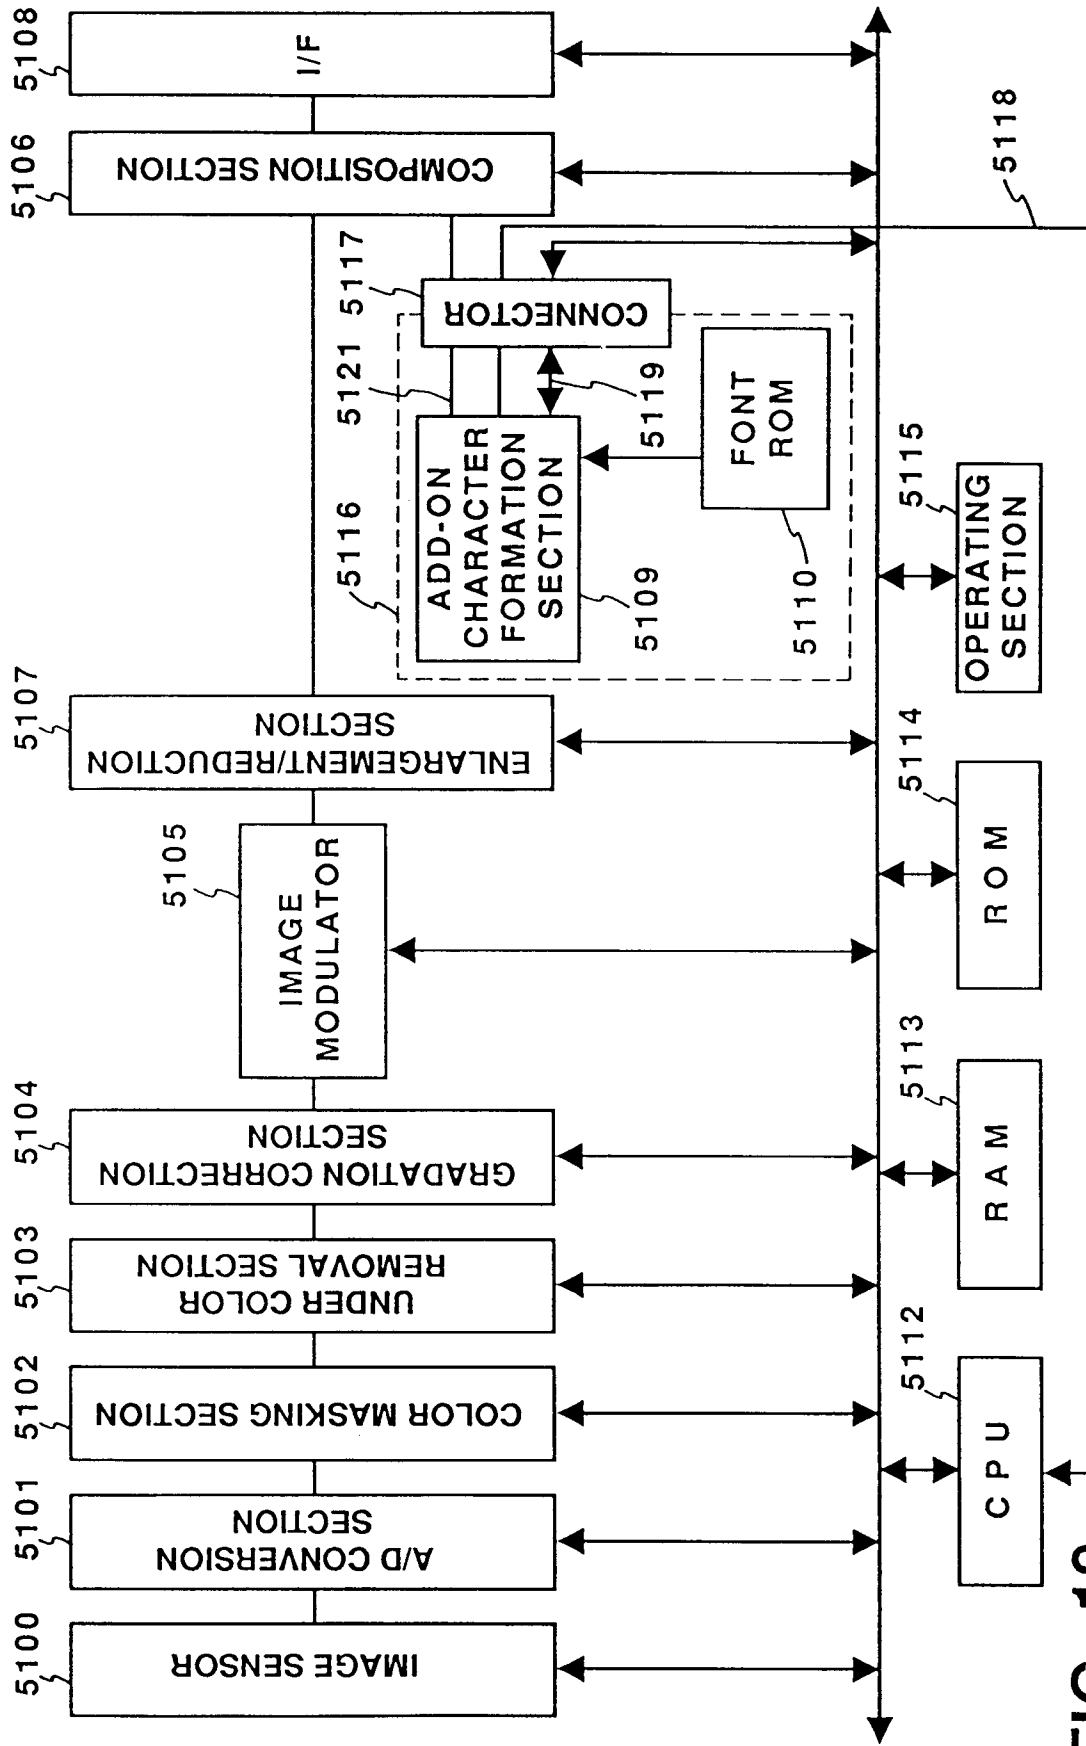 5100
IMAGE SENSOR
5101
A/D CONVERSION
SECTION
5102
COLOR MASKING SECTION
5103
UNDER COLOR
REMOVAL SECTION
5104
GRADATION CORRECTION
SECTION
5105
IMAGE
MODULATOR
5107
ENLARGEMENT/REDUCTION
SECTION
5116
5121
5117
5106
COMPOSITION SECTION
5108
I/F
ADD-ON
CHARACTER
FORMATION
SECTION
5109
CONNECTOR
5119
FONT
ROM
5110
5118
5112
CPU
5113
RAM
5114
ROM
5115
OPERATING
SECTION